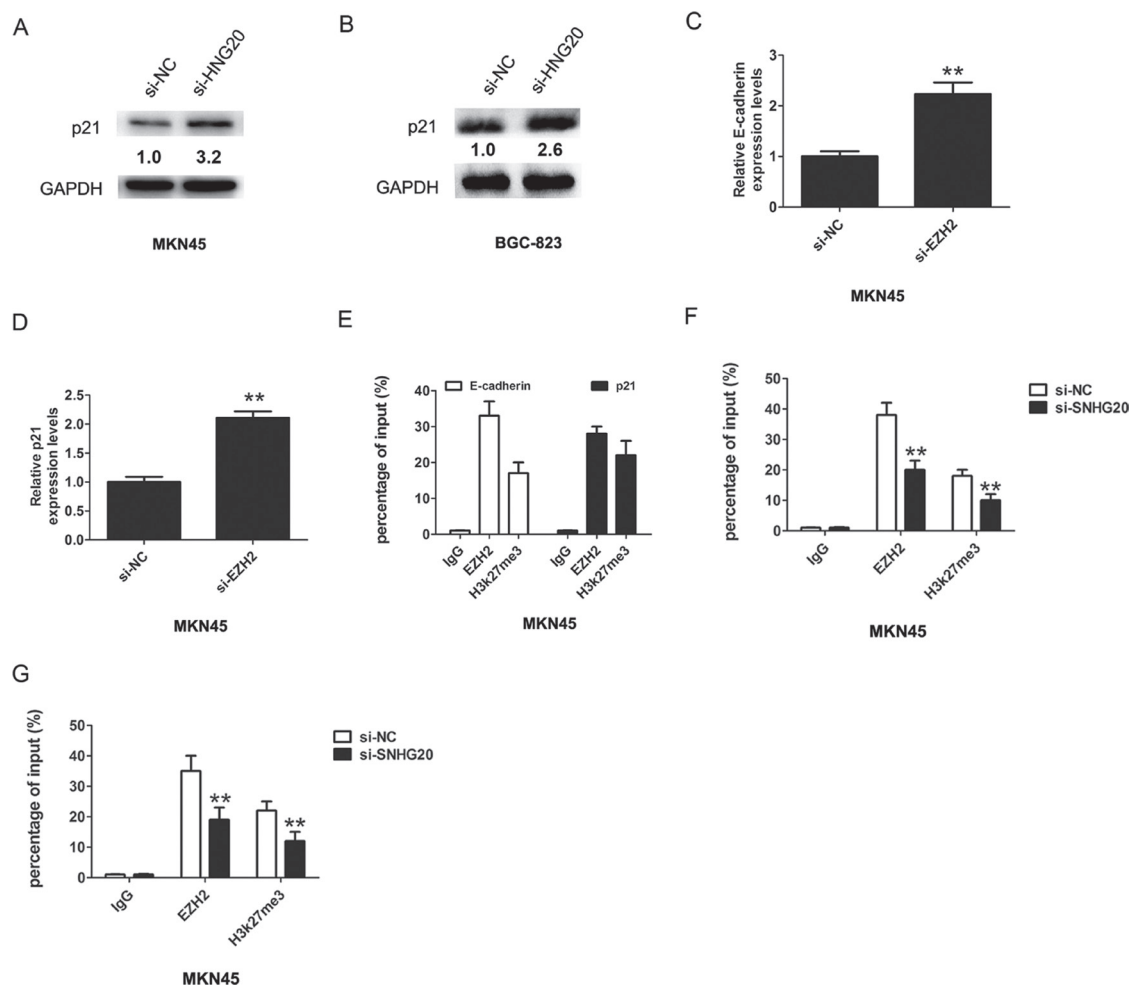 A
si-NC
si-HNG20
p21
1.0
3.2
GAPDH
MKN45
B
si-NC
si-HNG20
p21
1.0
2.6
GAPDH
BGC-823
C
Relative E-cadherin
expression levels
3
2
1
0
**
si-NC
si-EZH2
MKN45
D
Relative p21
expression levels
2.5
2.0
1.5
1.0
0.5
0.0
**
si-NC
si-EZH2
MKN45
E
percentage of input (%)
40
30
20
10
0
E-cadherin
p21
IgG
EZH2
H3k27me3
IgG
EZH2
H3k27me3
MKN45
F
percentage of input (%)
50
40
30
20
10
0
**
**
si-NC
si-SNHG20
IgG
EZH2
H3k27me3
MKN45
G
percentage of input (%)
50
40
30
20
10
0
**
**
si-NC
si-SNHG20
IgG
EZH2
H3k27me3
MKN45